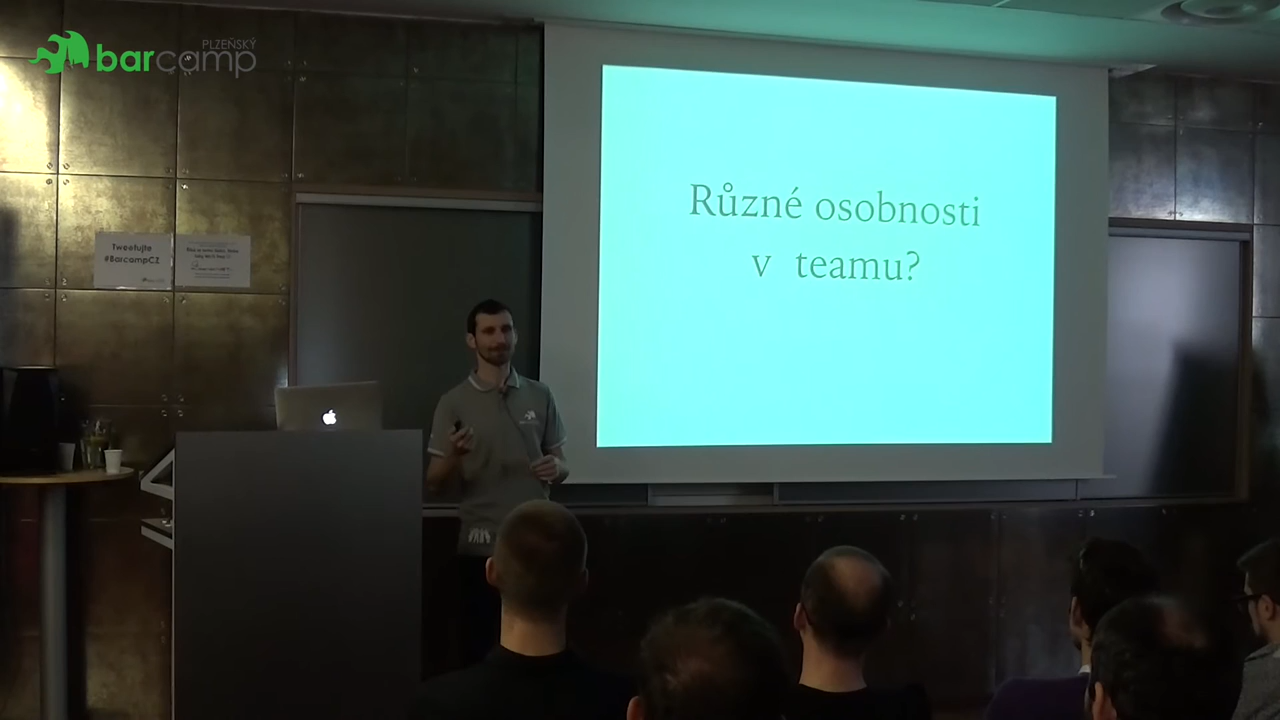 PLZEŇSKÝ
barcamp
Různé osobnosti
v teamu?
Tweetujte
#BarcampCZ